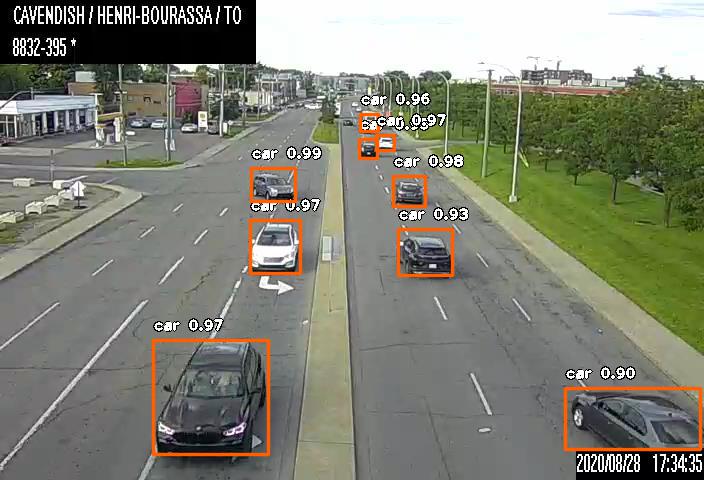 CAVENDISH / HENRI-BOURASSA / TO
8832-395 *
car 0.96
car 0.97
car 0.99
car 0.98
car 0.97
car 0.93
car 0.97
car 0.90
2020/08/28 17:34:35